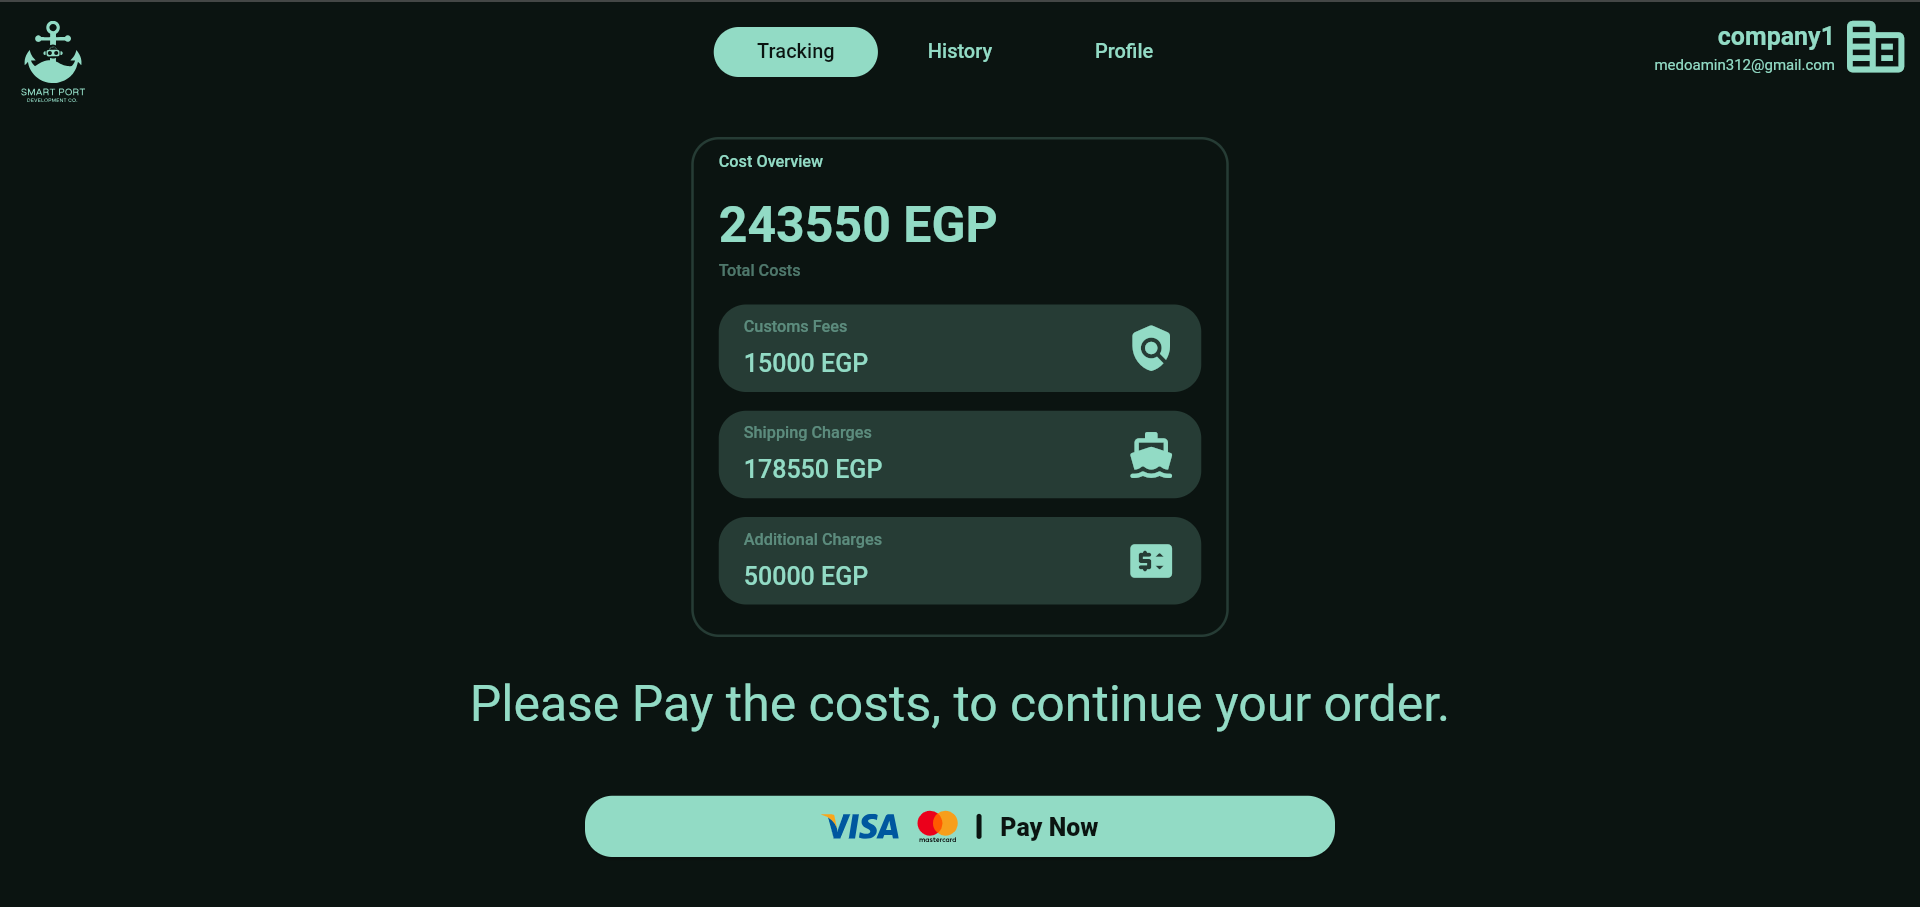 SMART PORT
DEVELOPMENT CO.
Tracking
History
Profile
company1
medoamin312@gmail.com
Cost Overview
243550 EGP
Total Costs
Customs Fees
15000 EGP
Shipping Charges
178550 EGP
Additional Charges
50000 EGP
Please Pay the costs, to continue your order.
VISA mastercard | Pay Now